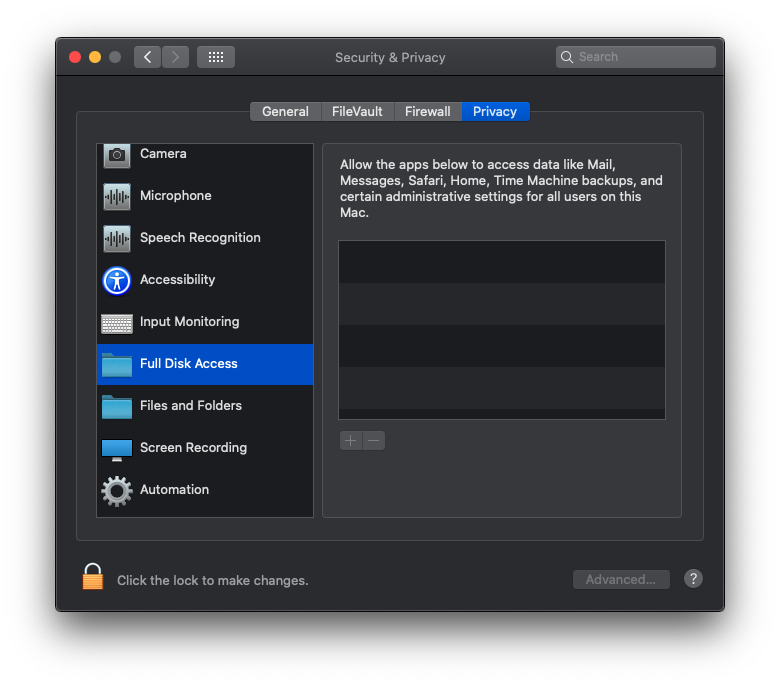 Security & Privacy
Search
General
FileVault
Firewall
Privacy
Camera
Microphone
Speech Recognition
Accessibility
Input Monitoring
Full Disk Access
Files and Folders
Screen Recording
Automation
Allow the apps below to access data like Mail,
Messages, Safari, Home, Time Machine backups, and
certain administrative settings for all users on this
Mac.
Click the lock to make changes.
Advanced...
?